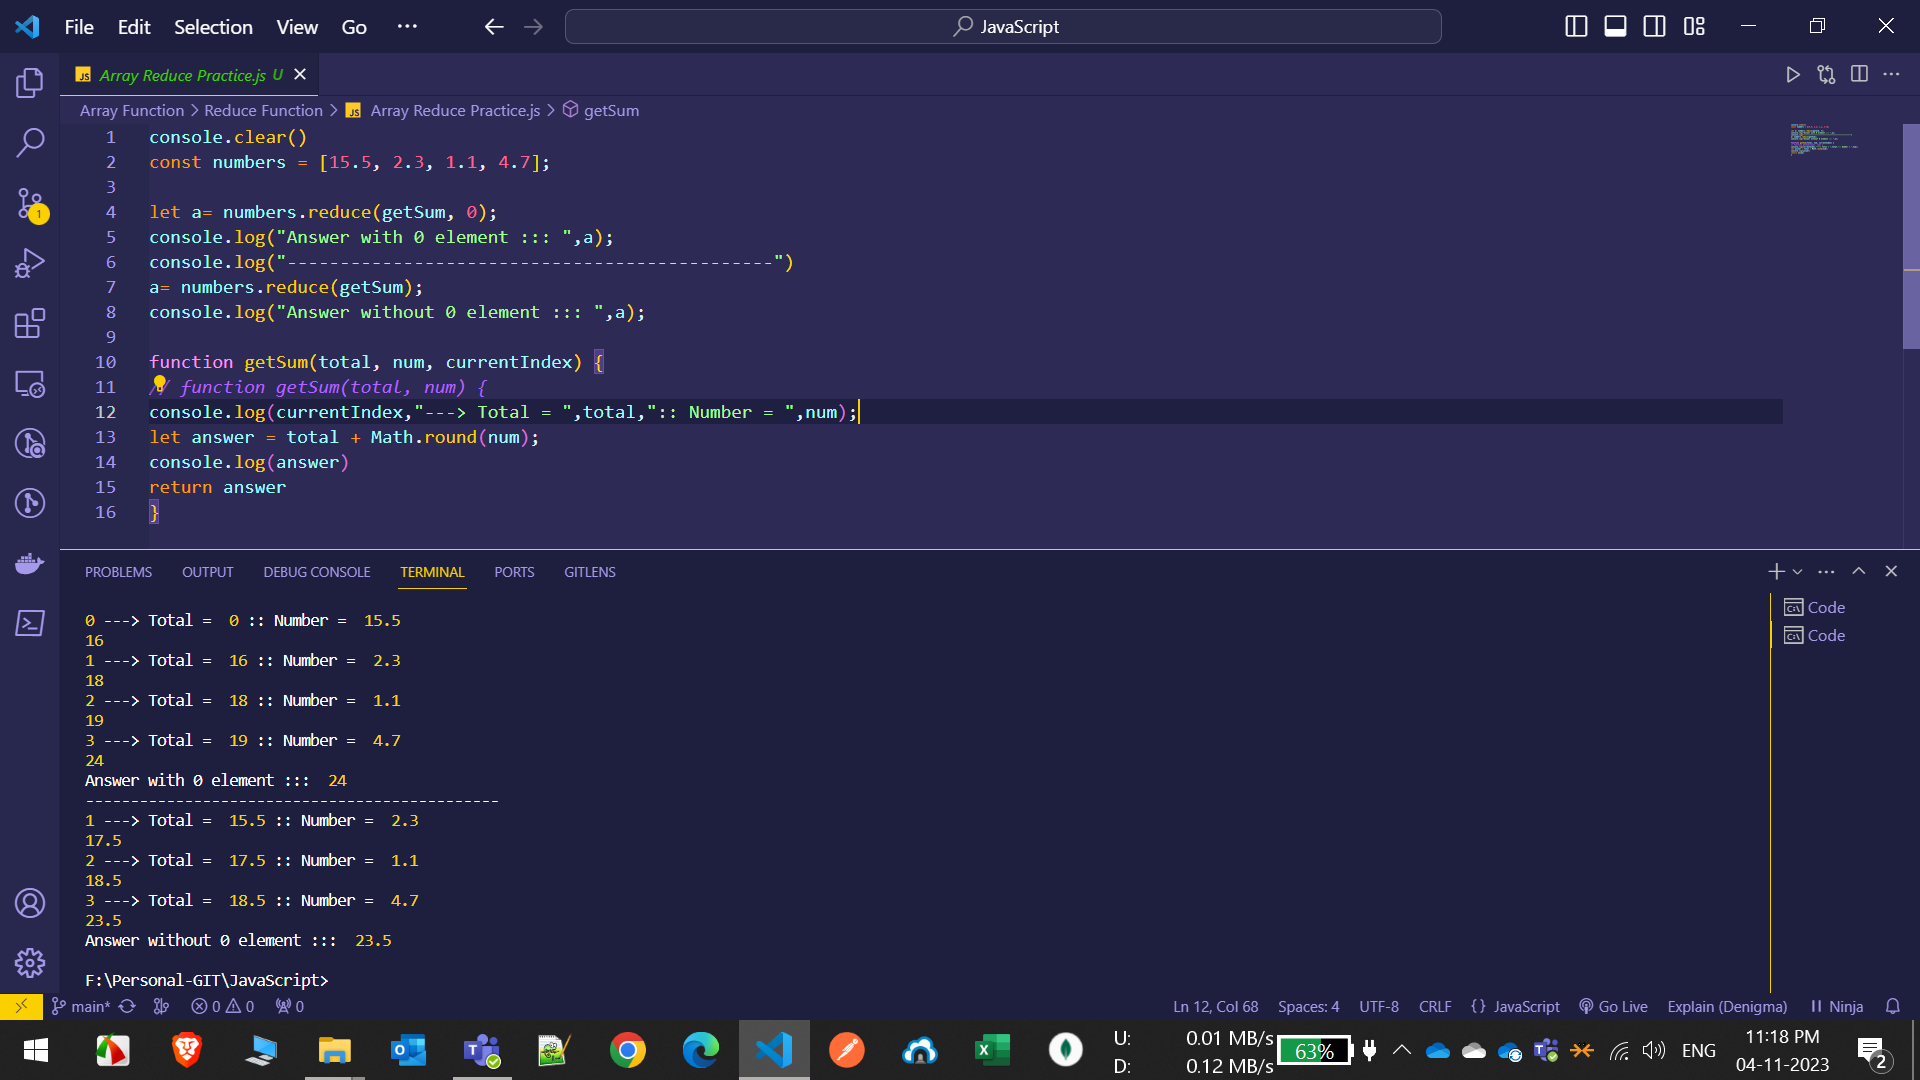 File Edit Selection View Go ··· JavaScript
JS Array Reduce Practice.js U
Array Function > Reduce Function > JS Array Reduce Practice.js > getSum
1 console.clear()
2 const numbers = [15.5, 2.3, 1.1, 4.7];
3
4 let a= numbers.reduce(getSum, 0);
5 console.log("Answer with 0 element ::: ",a);
6 console.log("----------------------------------------------")
7 a= numbers.reduce(getSum);
8 console.log("Answer without 0 element ::: ",a);
9
10 function getSum(total, num, currentIndex) {
11 // function getSum(total, num) {
12 console.log(currentIndex,"---> Total = ",total,":: Number = ",num);
13 let answer = total + Math.round(num);
14 console.log(answer)
15 return answer
16 }
PROBLEMS OUTPUT DEBUG CONSOLE TERMINAL PORTS GITLENS
Code
Code
0 ---> Total =  0 :: Number =  15.5
16
1 ---> Total =  16 :: Number =  2.3
18
2 ---> Total =  18 :: Number =  1.1
19
3 ---> Total =  19 :: Number =  4.7
24
Answer with 0 element :::  24
----------------------------------------------
1 ---> Total =  15.5 :: Number =  2.3
17.5
2 ---> Total =  17.5 :: Number =  1.1
18.5
3 ---> Total =  18.5 :: Number =  4.7
23.5
Answer without 0 element :::  23.5
F:\Personal-GIT\JavaScript>
main* 0 0 0 Ln 12, Col 68 Spaces: 4 UTF-8 CRLF {} JavaScript Go Live Explain (Denigma) Ninja
U: 0.01 MB/s
D: 0.12 MB/s
63%
ENG
11:18 PM
04-11-2023
2